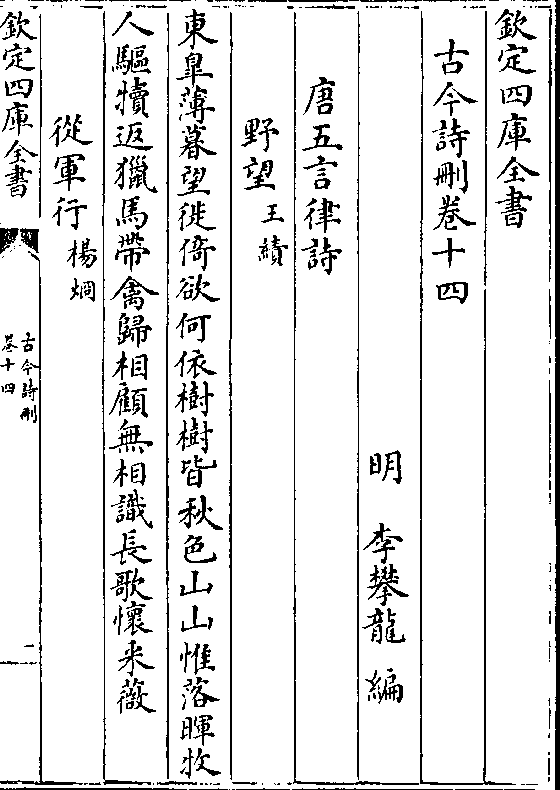 欽定四庫全書
古今詩刪卷十四
明 李攀龍 編
唐五言律詩
野望 王績
東臯薄暮望徙倚欲何依樹樹皆秋色山山惟落暉牧
人驅犢返獵馬帶禽歸相顧無相識長歌懷采薇
從軍行 楊炯
欽定四庫全書
古今詩刪
卷十四
一